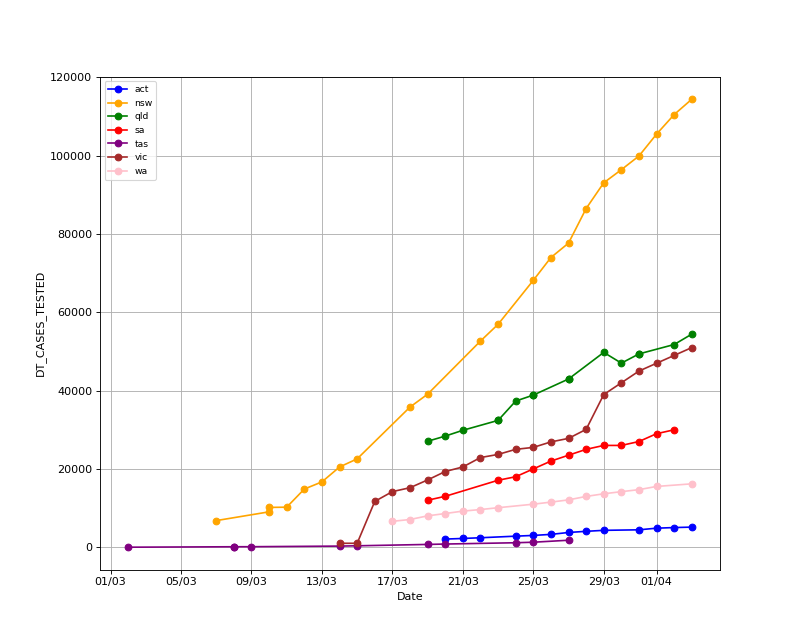 120000
100000
80000
60000
40000
20000
0
DT_CASES_TESTED
act
nsw
qld
sa
tas
vic
wa
01/03 05/03 09/03 13/03 17/03 21/03 25/03 29/03 01/04
Date